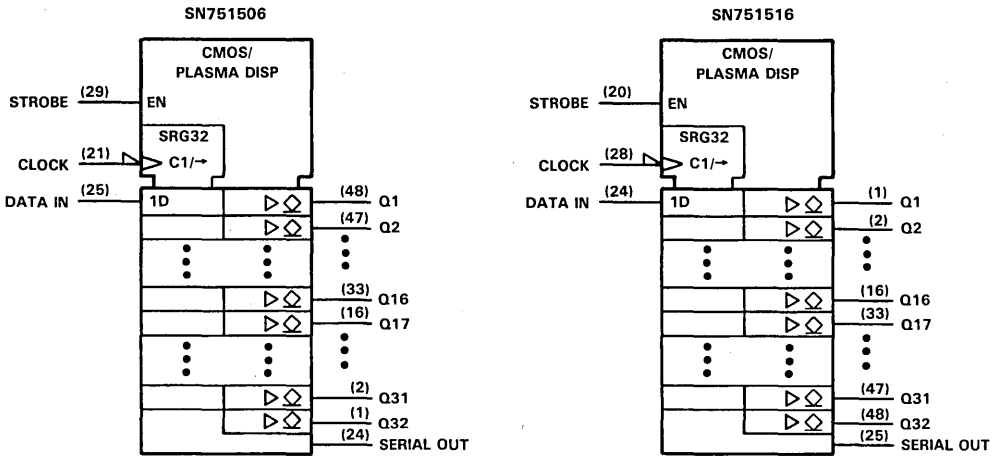 SN751506
CMOS/
PLASMA DISP
STROBE (29) EN
SRG32
CLOCK (21) C1/→
DATA IN (25) 1D
(48) Q1
(47) Q2
(33) Q16
(16) Q17
(2) Q31
(1) Q32
(24) SERIAL OUT
SN751516
CMOS/
PLASMA DISP
STROBE (20) EN
SRG32
CLOCK (28) C1/→
DATA IN (24) 1D
(1) Q1
(2) Q2
(16) Q16
(33) Q17
(47) Q31
(48) Q32
(25) SERIAL OUT